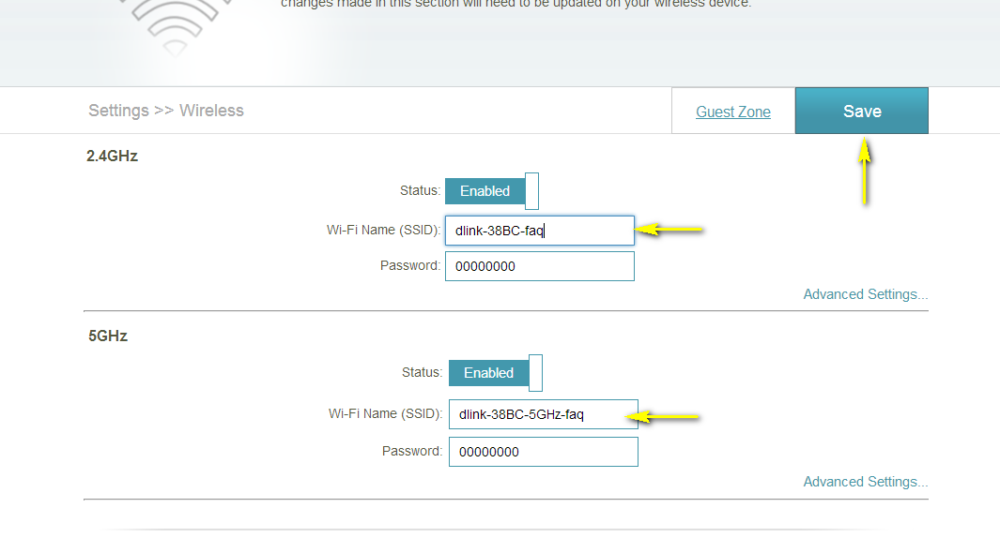 changes made in this section will need to be updated on your wireless device.
Settings >> Wireless
Guest Zone
Save
2.4GHz
Status: Enabled
Wi-Fi Name (SSID): dlink-38BC-faq
Password: 00000000
Advanced Settings...
5GHz
Status: Enabled
Wi-Fi Name (SSID): dlink-38BC-5GHz-faq
Password: 00000000
Advanced Settings...